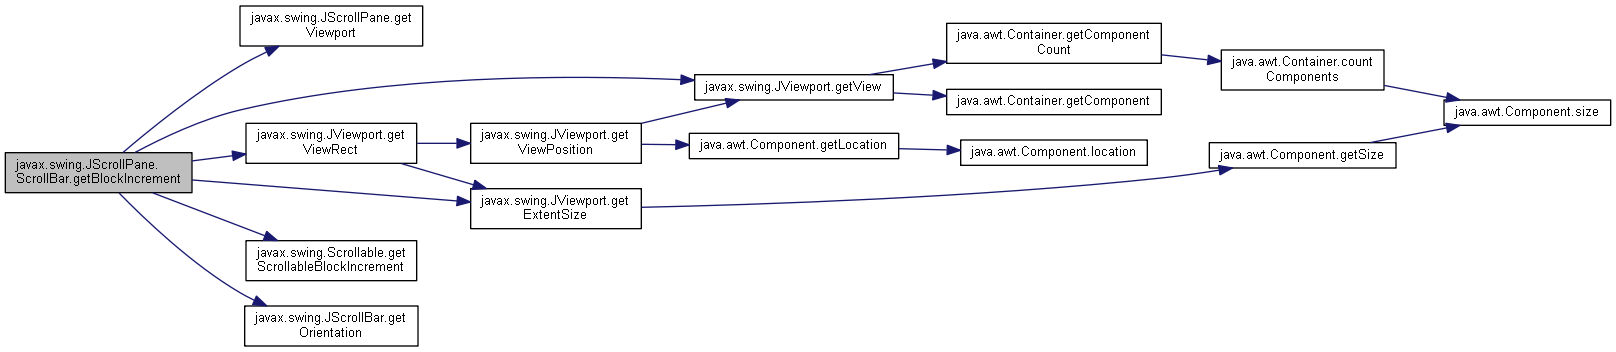 javax.swing.JScrollPane.get
Viewport
java.awt.Container.getComponent
Count
java.awt.Container.count
Components
javax.swing.JViewport.getView
java.awt.Container.getComponent
java.awt.Component.size
javax.swing.JViewport.get
ViewRect
javax.swing.JViewport.get
ViewPosition
java.awt.Component.getLocation
java.awt.Component.location
java.awt.Component.getSize
javax.swing.JScrollPane.
ScrollBar.getBlockIncrement
javax.swing.JViewport.get
ExtentSize
javax.swing.Scrollable.get
ScrollableBlockIncrement
javax.swing.JScrollBar.get
Orientation